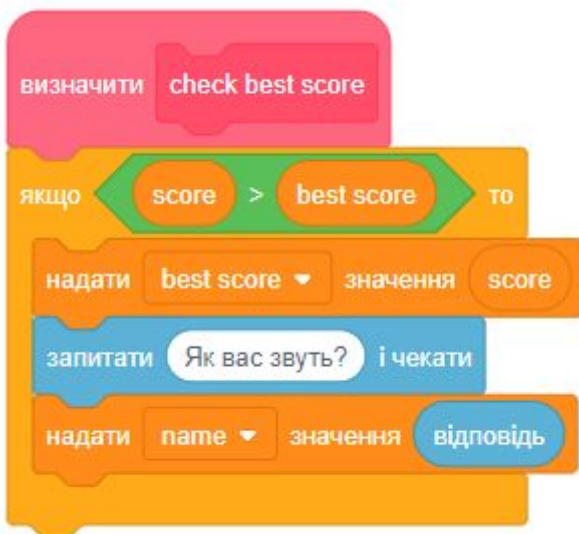 визначити check best score
якщо score > best score то
надати best score значення score
запитати Як вас звуть? і чекати
надати name значення відповідь